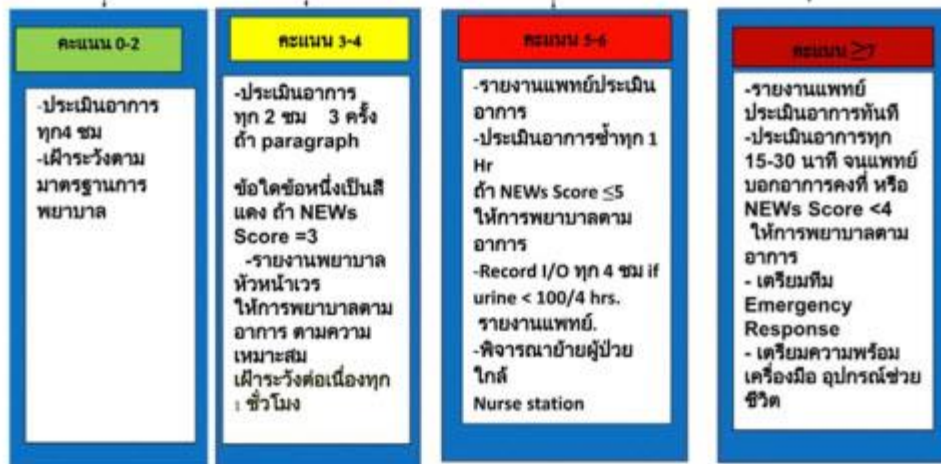 คะแนน 0-2
-ประเมินอาการ
ทุก4 ชม
-เฝ้าระวังตาม
มาตรฐานการ
พยาบาล
คะแนน 3-4
-ประเมินอาการ
ทุก 2 ชม 3 ครั้ง
ถ้า paragraph
ข้อใดข้อหนึ่งเป็นสี
แดง ถ้า NEWs
Score =3
-รายงานพยาบาล
หัวหน้าเวร
ให้การพยาบาลตาม
อาการ ตามความ
เหมาะสม
เฝ้าระวังต่อเนื่องทุก
1 ชั่วโมง
คะแนน 5-6
-รายงานแพทย์ประเมิน
อาการ
-ประเมินอาการซ้ำทุก 1
Hr
ถ้า NEWs Score ≤5
ให้การพยาบาลตาม
อาการ
-Record I/O ทุก 4 ชม if
urine < 100/4 hrs.
รายงานแพทย์.
-พิจารณาย้ายผู้ป่วย
ใกล้
Nurse station
คะแนน ≥7
-รายงานแพทย์
ประเมินอาการทันที
-ประเมินอาการทุก
15-30 นาที จนแพทย์
บอกอาการคงที่ หรือ
NEWs Score <4
ให้การพยาบาลตาม
อาการ
- เตรียมทีม
Emergency
Response
- เตรียมความพร้อม
เครื่องมือ อุปกรณ์ช่วย
ชีวิต